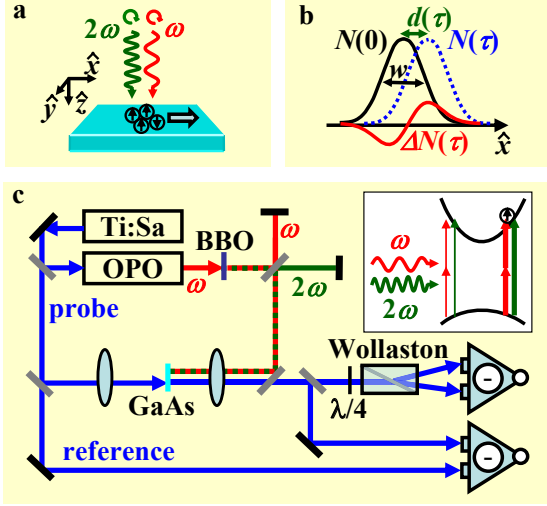 a
2ω
ω
x̂
ŷ
ẑ
b
d(τ)
N(0)
N(τ)
w
x̂
ΔN(τ)
c
Ti:Sa
BBO
ω
OPO
ω
2ω
probe
ω
2ω
Wollaston
GaAs
λ/4
reference
-
-